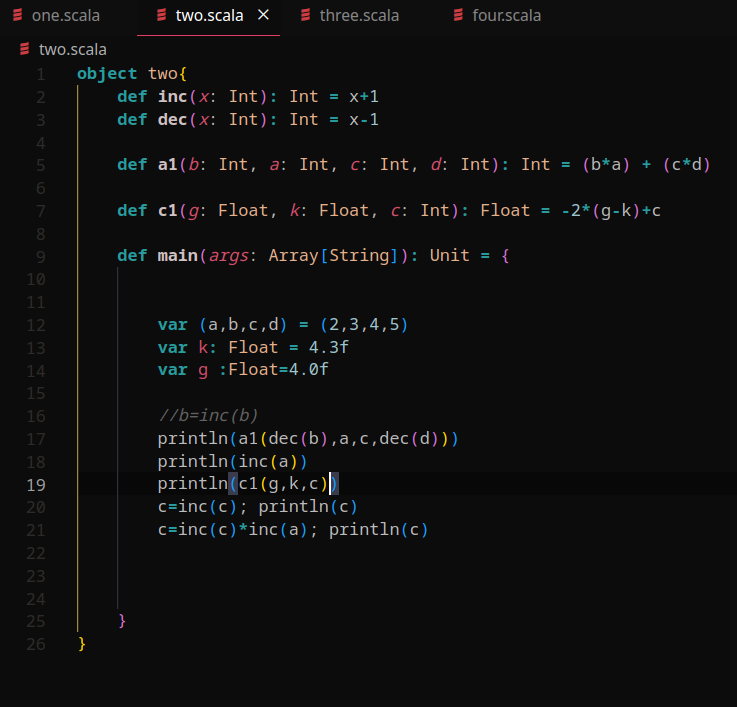 one.scala two.scala × three.scala four.scala
two.scala
1 object two{
2     def inc(x: Int): Int = x+1
3     def dec(x: Int): Int = x-1
4
5     def a1(b: Int, a: Int, c: Int, d: Int): Int = (b*a) + (c*d)
6
7     def c1(g: Float, k: Float, c: Int): Float = -2*(g-k)+c
8
9     def main(args: Array[String]): Unit = {
10
11
12         var (a,b,c,d) = (2,3,4,5)
13         var k: Float = 4.3f
14         var g :Float=4.0f
15
16         //b=inc(b)
17         println(a1(dec(b),a,c,dec(d)))
18         println(inc(a))
19         println(c1(g,k,c))
20         c=inc(c); println(c)
21         c=inc(c)*inc(a); println(c)
22
23
24
25     }
26 }